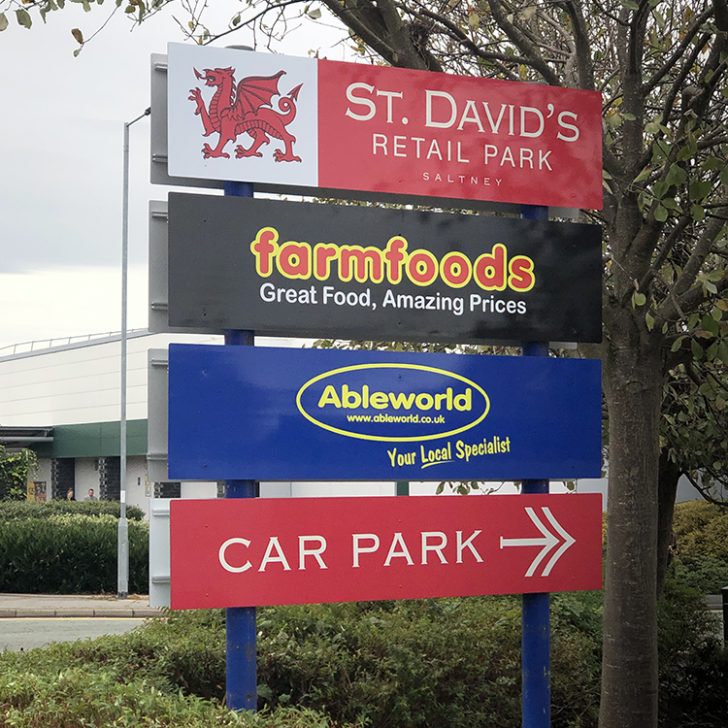 ST. DAVID'S
RETAIL PARK
SALTNEY
farmfoods
Great Food, Amazing Prices
Ableworld
www.ableworld.co.uk
Your Local Specialist
CAR PARK